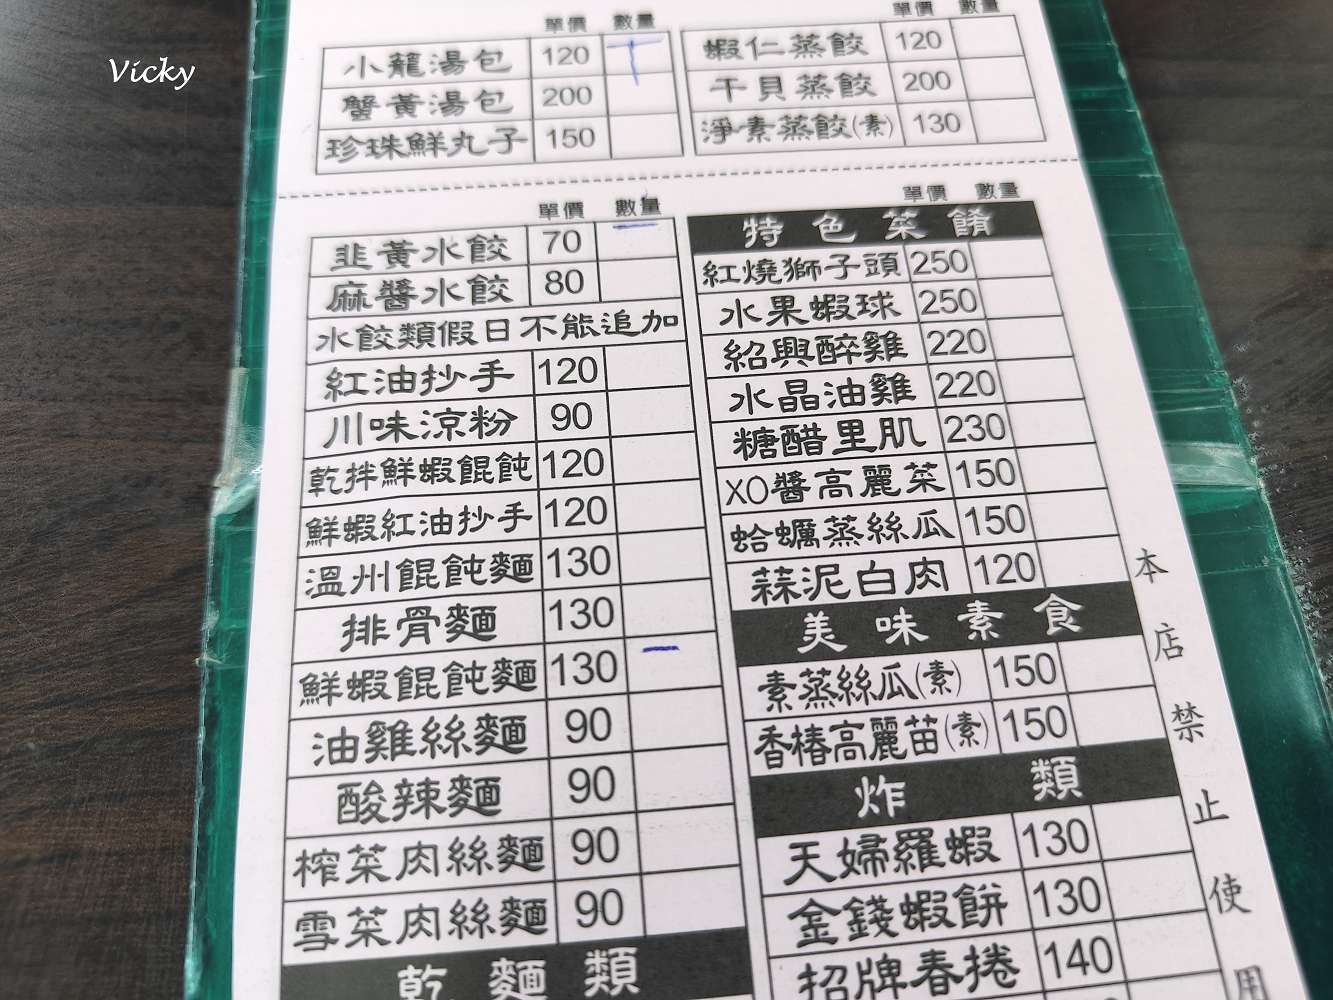 Vicky
單價 數量
小籠湯包 120
蟹黃湯包 200
珍珠鮮丸子 150
單價 數量
蝦仁蒸餃 120
干貝蒸餃 200
淨素蒸餃(素) 130
單價 數量
韭黃水餃 70
麻醬水餃 80
水餃類假日不能追加
紅油抄手 120
川味涼粉 90
乾拌鮮蝦餛飩 120
鮮蝦紅油抄手 120
溫州餛飩麵 130
排骨麵 130
鮮蝦餛飩麵 130
油雞絲麵 90
酸辣麵 90
榨菜肉絲麵 90
雪菜肉絲麵 90
乾麵類
單價 數量
特色菜餚
紅燒獅子頭 250
水果蝦球 250
紹興醉雞 220
水晶油雞 220
糖醋里肌 230
XO醬高麗菜 150
蛤蠣蒸絲瓜 150
蒜泥白肉 120
美味素食
素蒸絲瓜(素) 150
香椿高麗苗(素) 150
炸類
天婦羅蝦 130
金錢蝦餅 130
招牌春捲 140
本店禁止使用